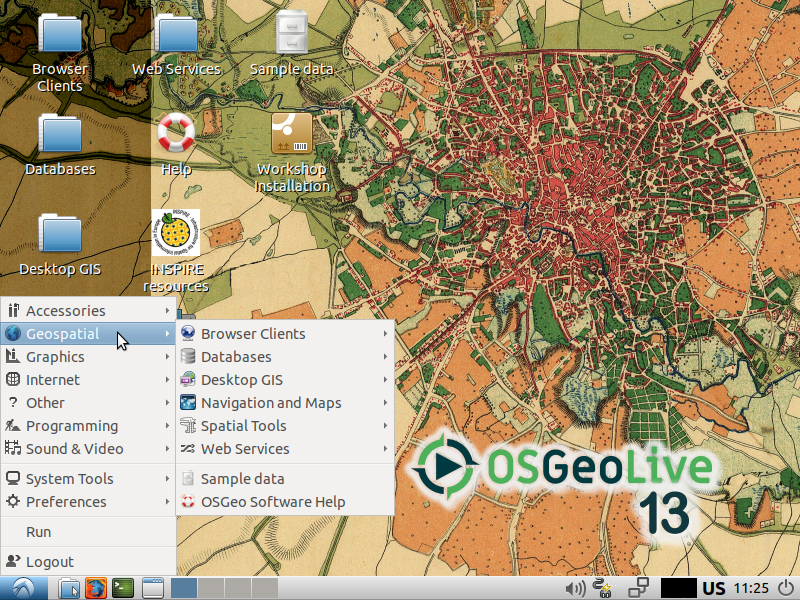 Browser
Clients
Web Services
Sample data
Databases
Help
Workshop
Installation
Desktop GIS
INSPIRE
resources
Accessories
Geospatial
Graphics
Internet
Other
Programming
Sound & Video
System Tools
Preferences
Run
Logout
Browser Clients
Databases
Desktop GIS
Navigation and Maps
Spatial Tools
Web Services
Sample data
OSGeo Software Help
OSGeoLive
13
US
11:25